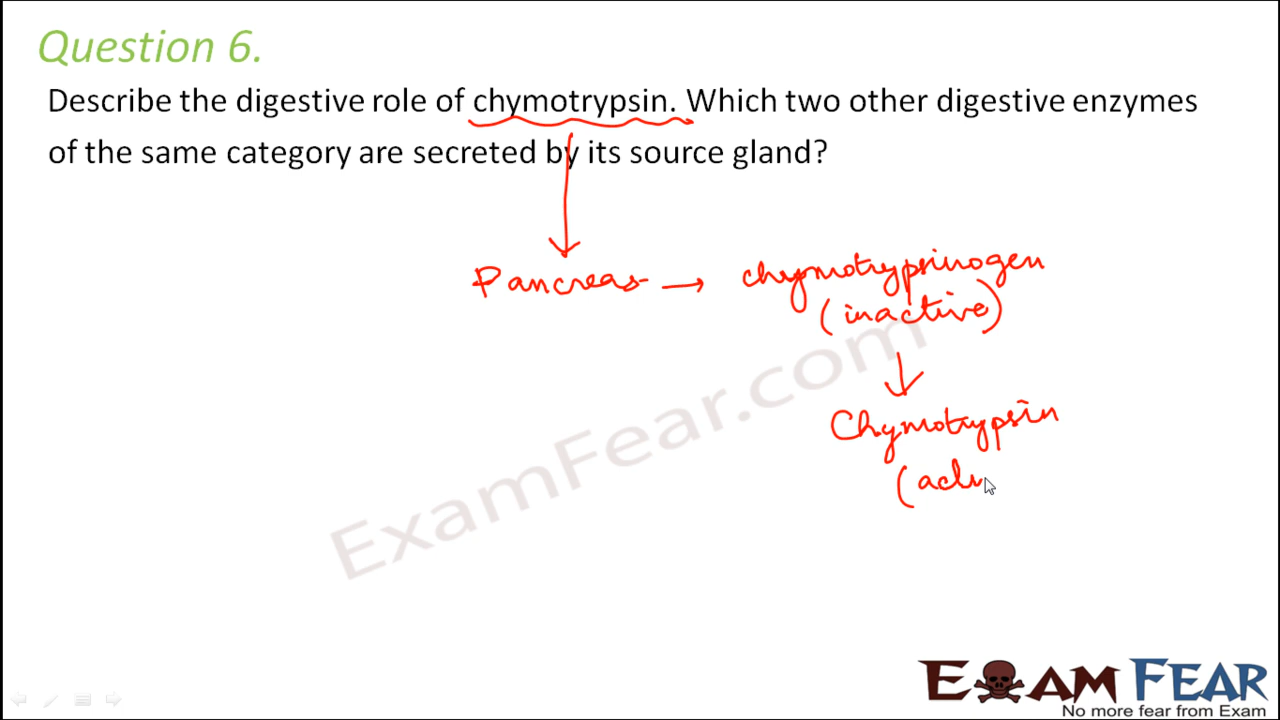 Question 6.
Describe the digestive role of chymotrypsin. Which two other digestive enzymes
of the same category are secreted by its source gland?
Pancreas → chymotrypsinogen
(inactive)
↓
Chymotrypsin
(acti
ExamFear.com
EXAM FEAR
No more fear from Exam